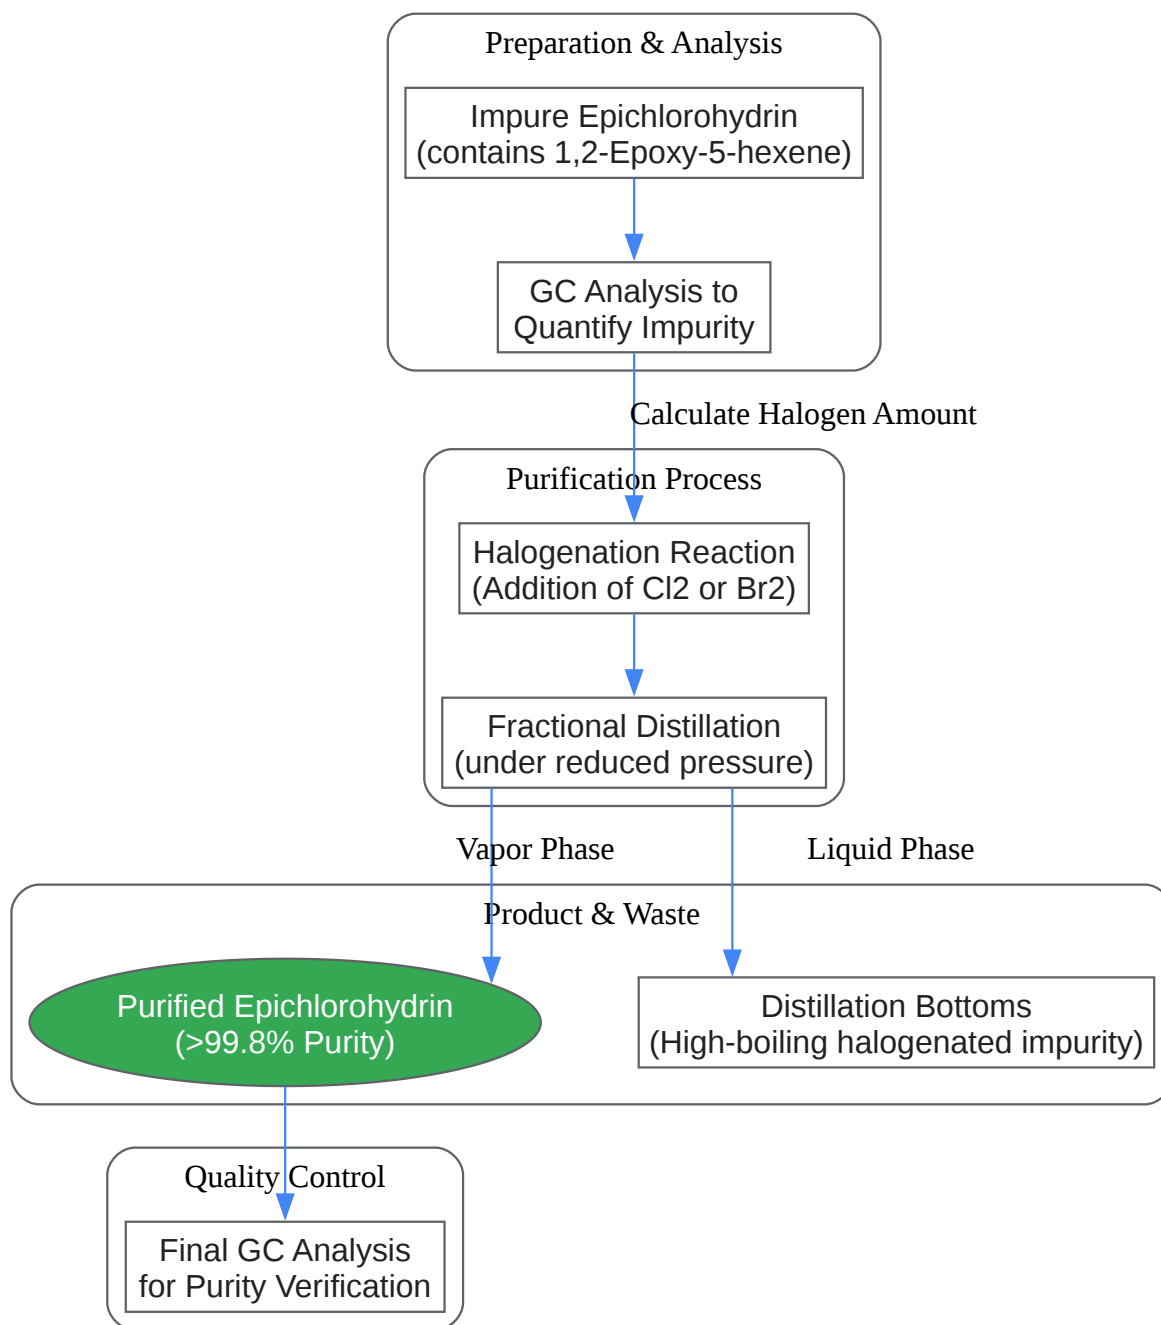 Preparation & Analysis
Impure Epichlorohydrin
(contains 1,2-Epoxy-5-hexene)
GC Analysis to
Quantify Impurity
Calculate Halogen Amount
Purification Process
Halogenation Reaction
(Addition of Cl2 or Br2)
Fractional Distillation
(under reduced pressure)
Vapor Phase
Liquid Phase
Product & Waste
Purified Epichlorohydrin
(>99.8% Purity)
Distillation Bottoms
(High-boiling halogenated impurity)
Quality Control
Final GC Analysis
for Purity Verification